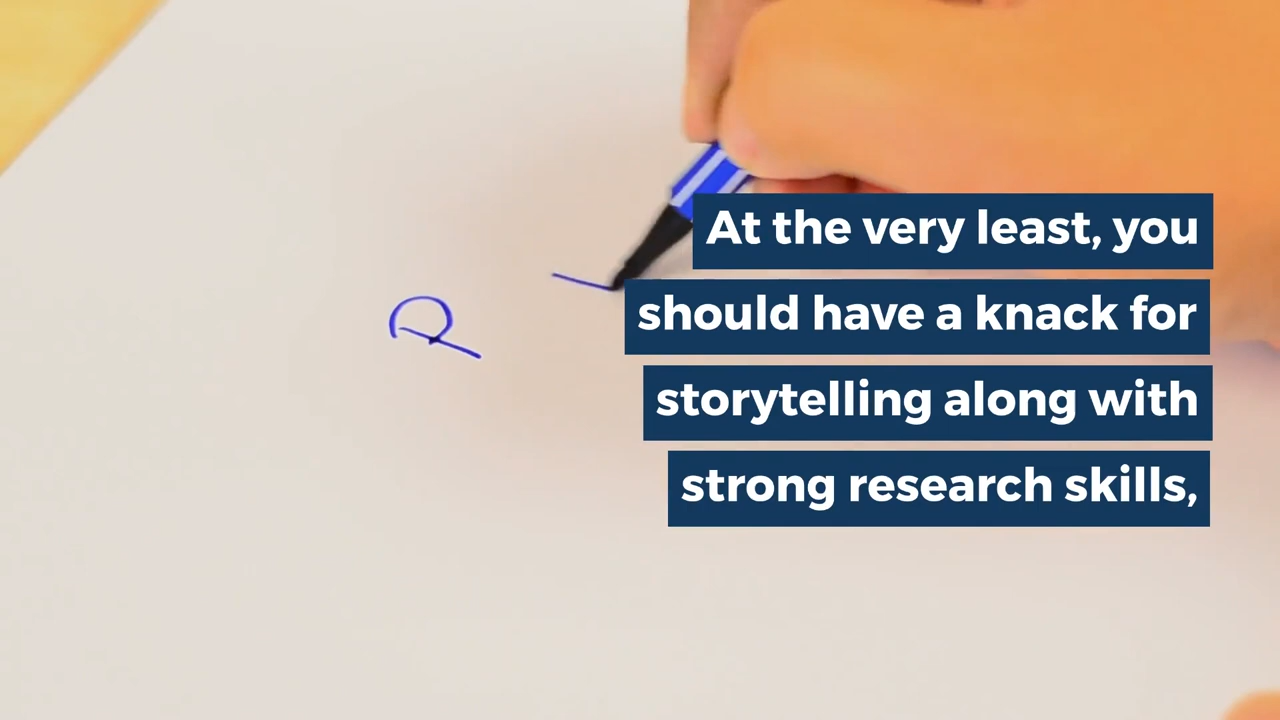 At the very least, you
should have a knack for
storytelling along with
strong research skills,